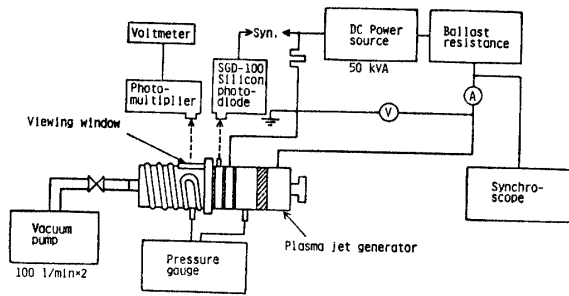 Voltmeter
Photo-
multiplier
SGD-100
Silicon
photo-
diode
Syn.
DC Power
source
50 kVA
Ballast
resistance
A
V
Viewing window
Synchro-
scope
Vacuum
pump
100 l/min×2
Pressure
gauge
Plasma jet generator